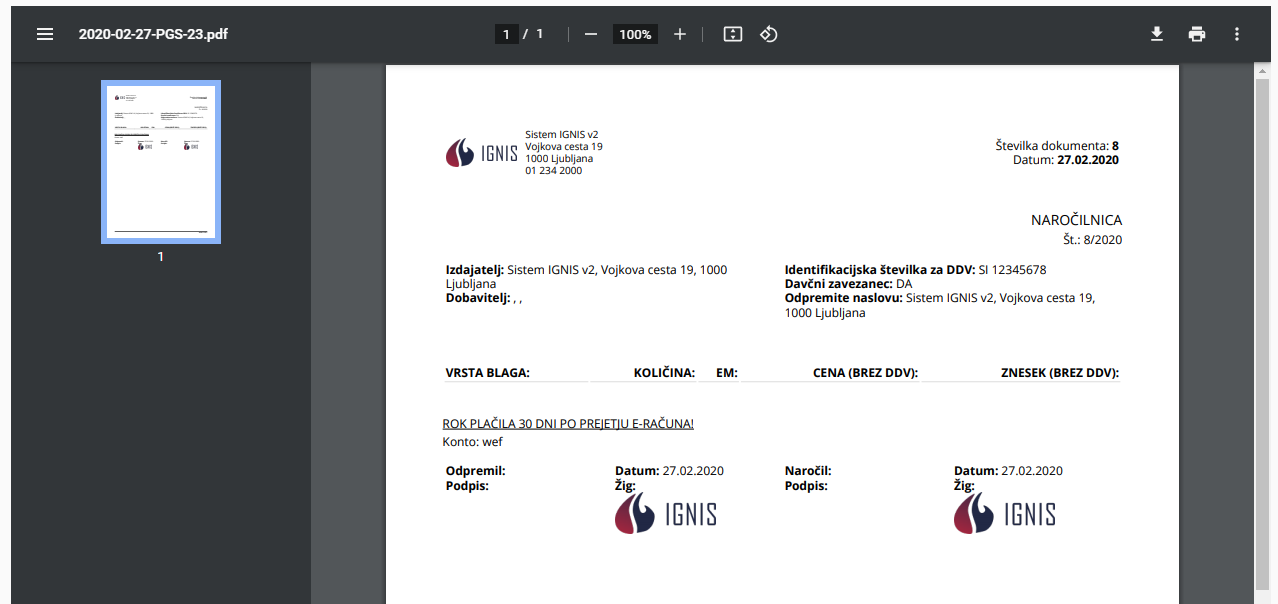 2020-02-27-PGS-23.pdf
1 / 1
100%
1
IGNIS
Sistem IGNIS v2
Vojkova cesta 19
1000 Ljubljana
01 234 2000
Številka dokumenta: 8
Datum: 27.02.2020
NAROČILNICA
Št.: 8/2020
Izdajatelj: Sistem IGNIS v2, Vojkova cesta 19, 1000
Ljubljana
Dobavitelj: , ,
Identifikacijska številka za DDV: SI 12345678
Davčni zavezanec: DA
Odpremite naslovu: Sistem IGNIS v2, Vojkova cesta 19,
1000 Ljubljana
VRSTA BLAGA: KOLIČINA: EM: CENA (BREZ DDV): ZNESEK (BREZ DDV):
ROK PLAČILA 30 DNI PO PREJETJU E-RAČUNA!
Konto: wef
Odpremil: Datum: 27.02.2020 Naročil: Datum: 27.02.2020
Podpis: Žig: Podpis: Žig:
IGNIS IGNIS